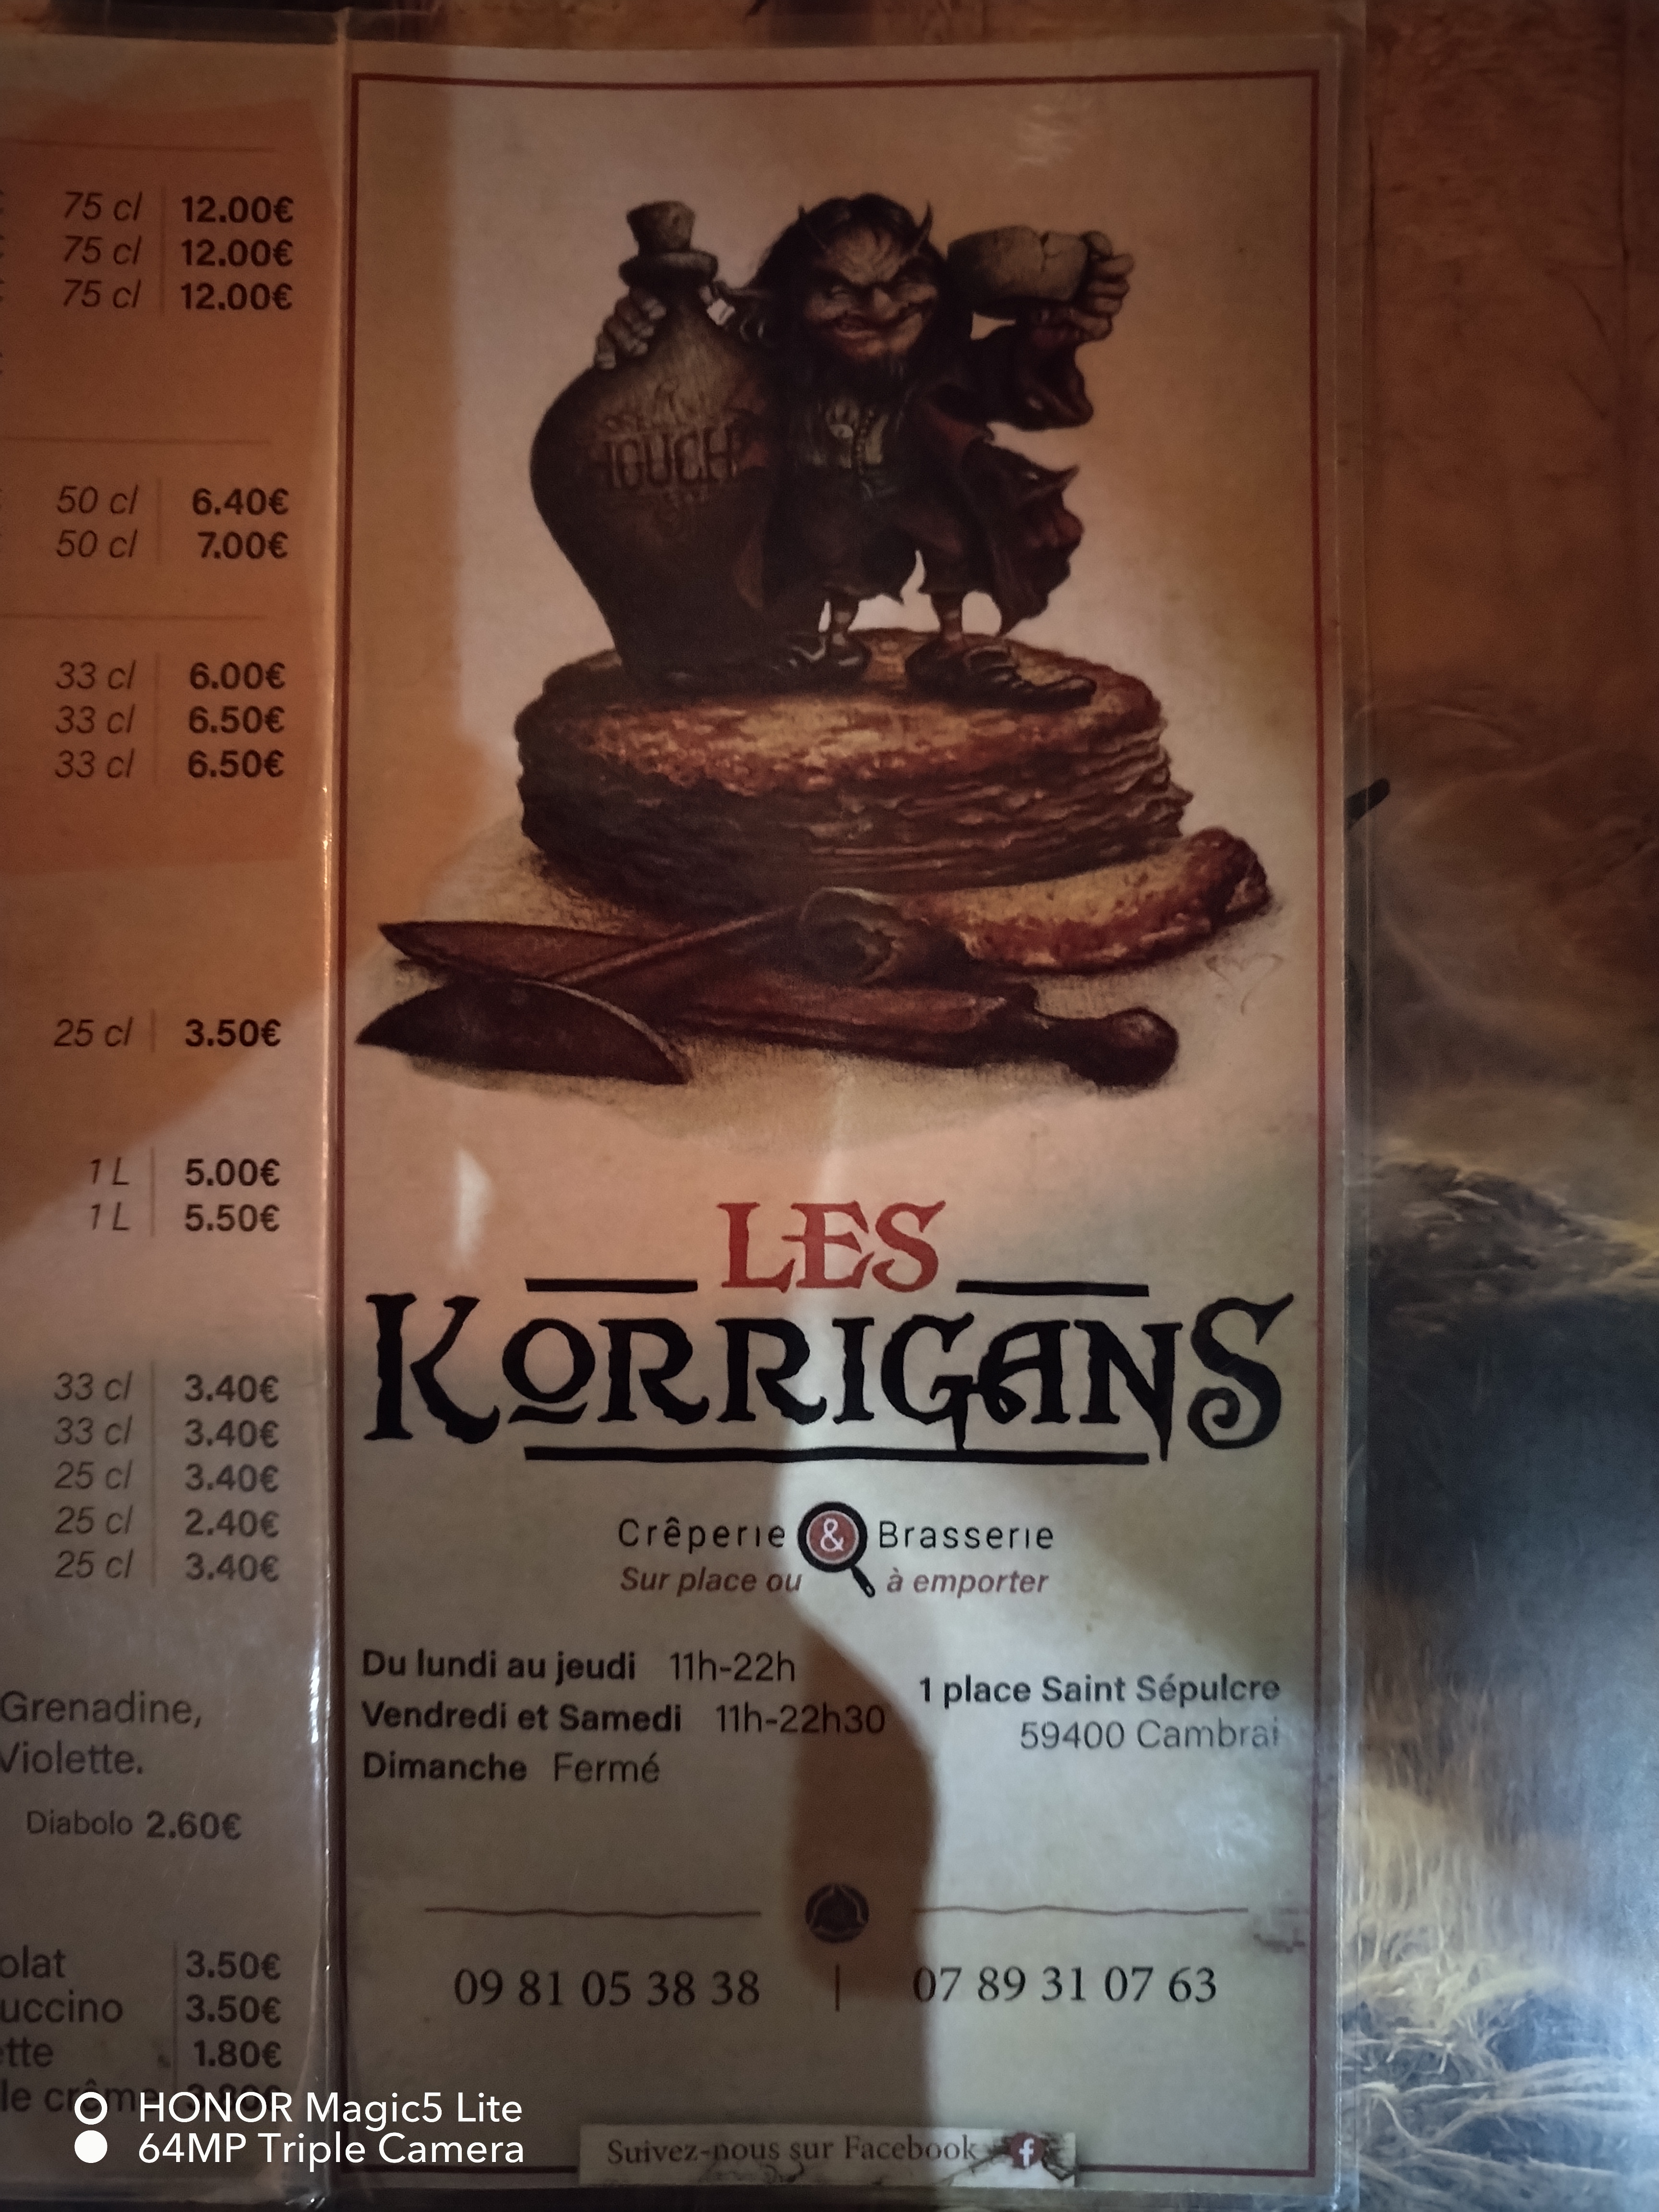 75 cl 12.00€
75 cl 12.00€
75 cl 12.00€
50 cl 6.40€
50 cl 7.00€
33 cl 6.00€
33 cl 6.50€
33 cl 6.50€
25 cl 3.50€
1 L 5.00€
1 L 5.50€
33 cl 3.40€
33 cl 3.40€
25 cl 3.40€
25 cl 2.40€
25 cl 3.40€
Grenadine,
Violette.
Diabolo 2.60€
olat 3.50€
uccino 3.50€
tte 1.80€
le crème
TOUCH
LES
KORRIGANS
Crêperie & Brasserie
Sur place ou à emporter
Du lundi au jeudi 11h-22h
Vendredi et Samedi 11h-22h30
Dimanche Fermé
1 place Saint Sépulcre
59400 Cambrai
09 81 05 38 38 | 07 89 31 07 63
Suivez-nous sur Facebook f
HONOR Magic5 Lite
64MP Triple Camera